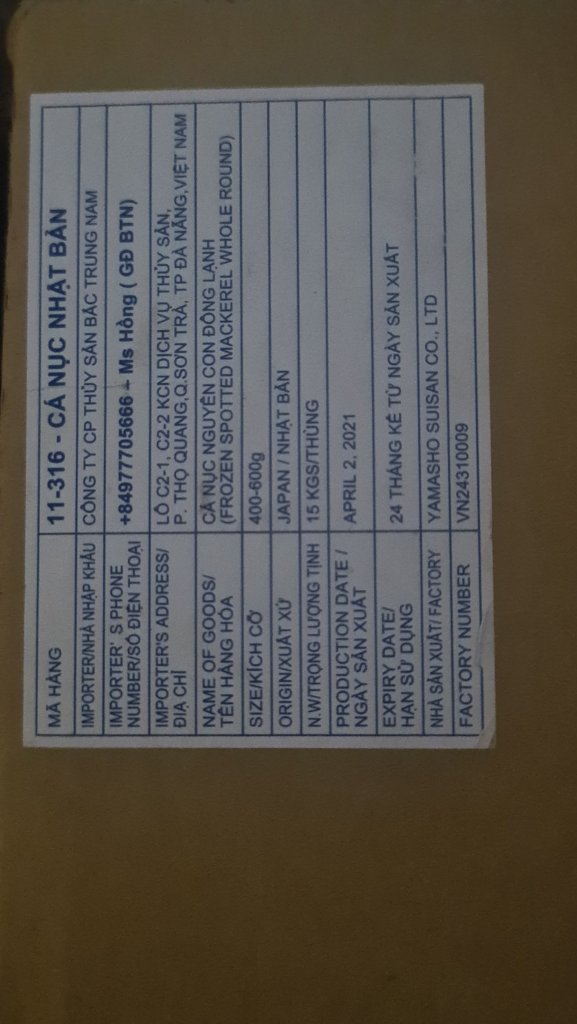 MÃ HÀNG 11-316 - CÁ NỤC NHẬT BẢN
IMPORTER/NHÀ NHẬP KHẨU CÔNG TY CP THỦY SẢN BẮC TRUNG NAM
IMPORTER' S PHONE
NUMBER/SỐ ĐIỆN THOẠI +84977705666 - Ms Hồng ( GĐ BTN)
IMPORTER'S ADDRESS/ LÔ C2-1, C2-2 KCN DỊCH VỤ THỦY SẢN,
ĐỊA CHỈ P. THỌ QUANG,Q.SƠN TRÀ, TP ĐÀ NẴNG,VIỆT NAM
NAME OF GOODS/ CÁ NỤC NGUYÊN CON ĐÔNG LẠNH
TÊN HÀNG HÓA (FROZEN SPOTTED MACKEREL WHOLE ROUND)
SIZE/KÍCH CỠ 400-600g
ORIGIN/XUẤT XỨ JAPAN / NHẬT BẢN
N.W/TRỌNG LƯỢNG TỊNH 15 KGS/THÙNG
PRODUCTION DATE /
NGÀY SẢN XUẤT APRIL 2, 2021
EXPIRY DATE/
HẠN SỬ DỤNG 24 THÁNG KỂ TỪ NGÀY SẢN XUẤT
NHÀ SẢN XUẤT/ FACTORY YAMASHO SUISAN CO., LTD
FACTORY NUMBER VN24310009